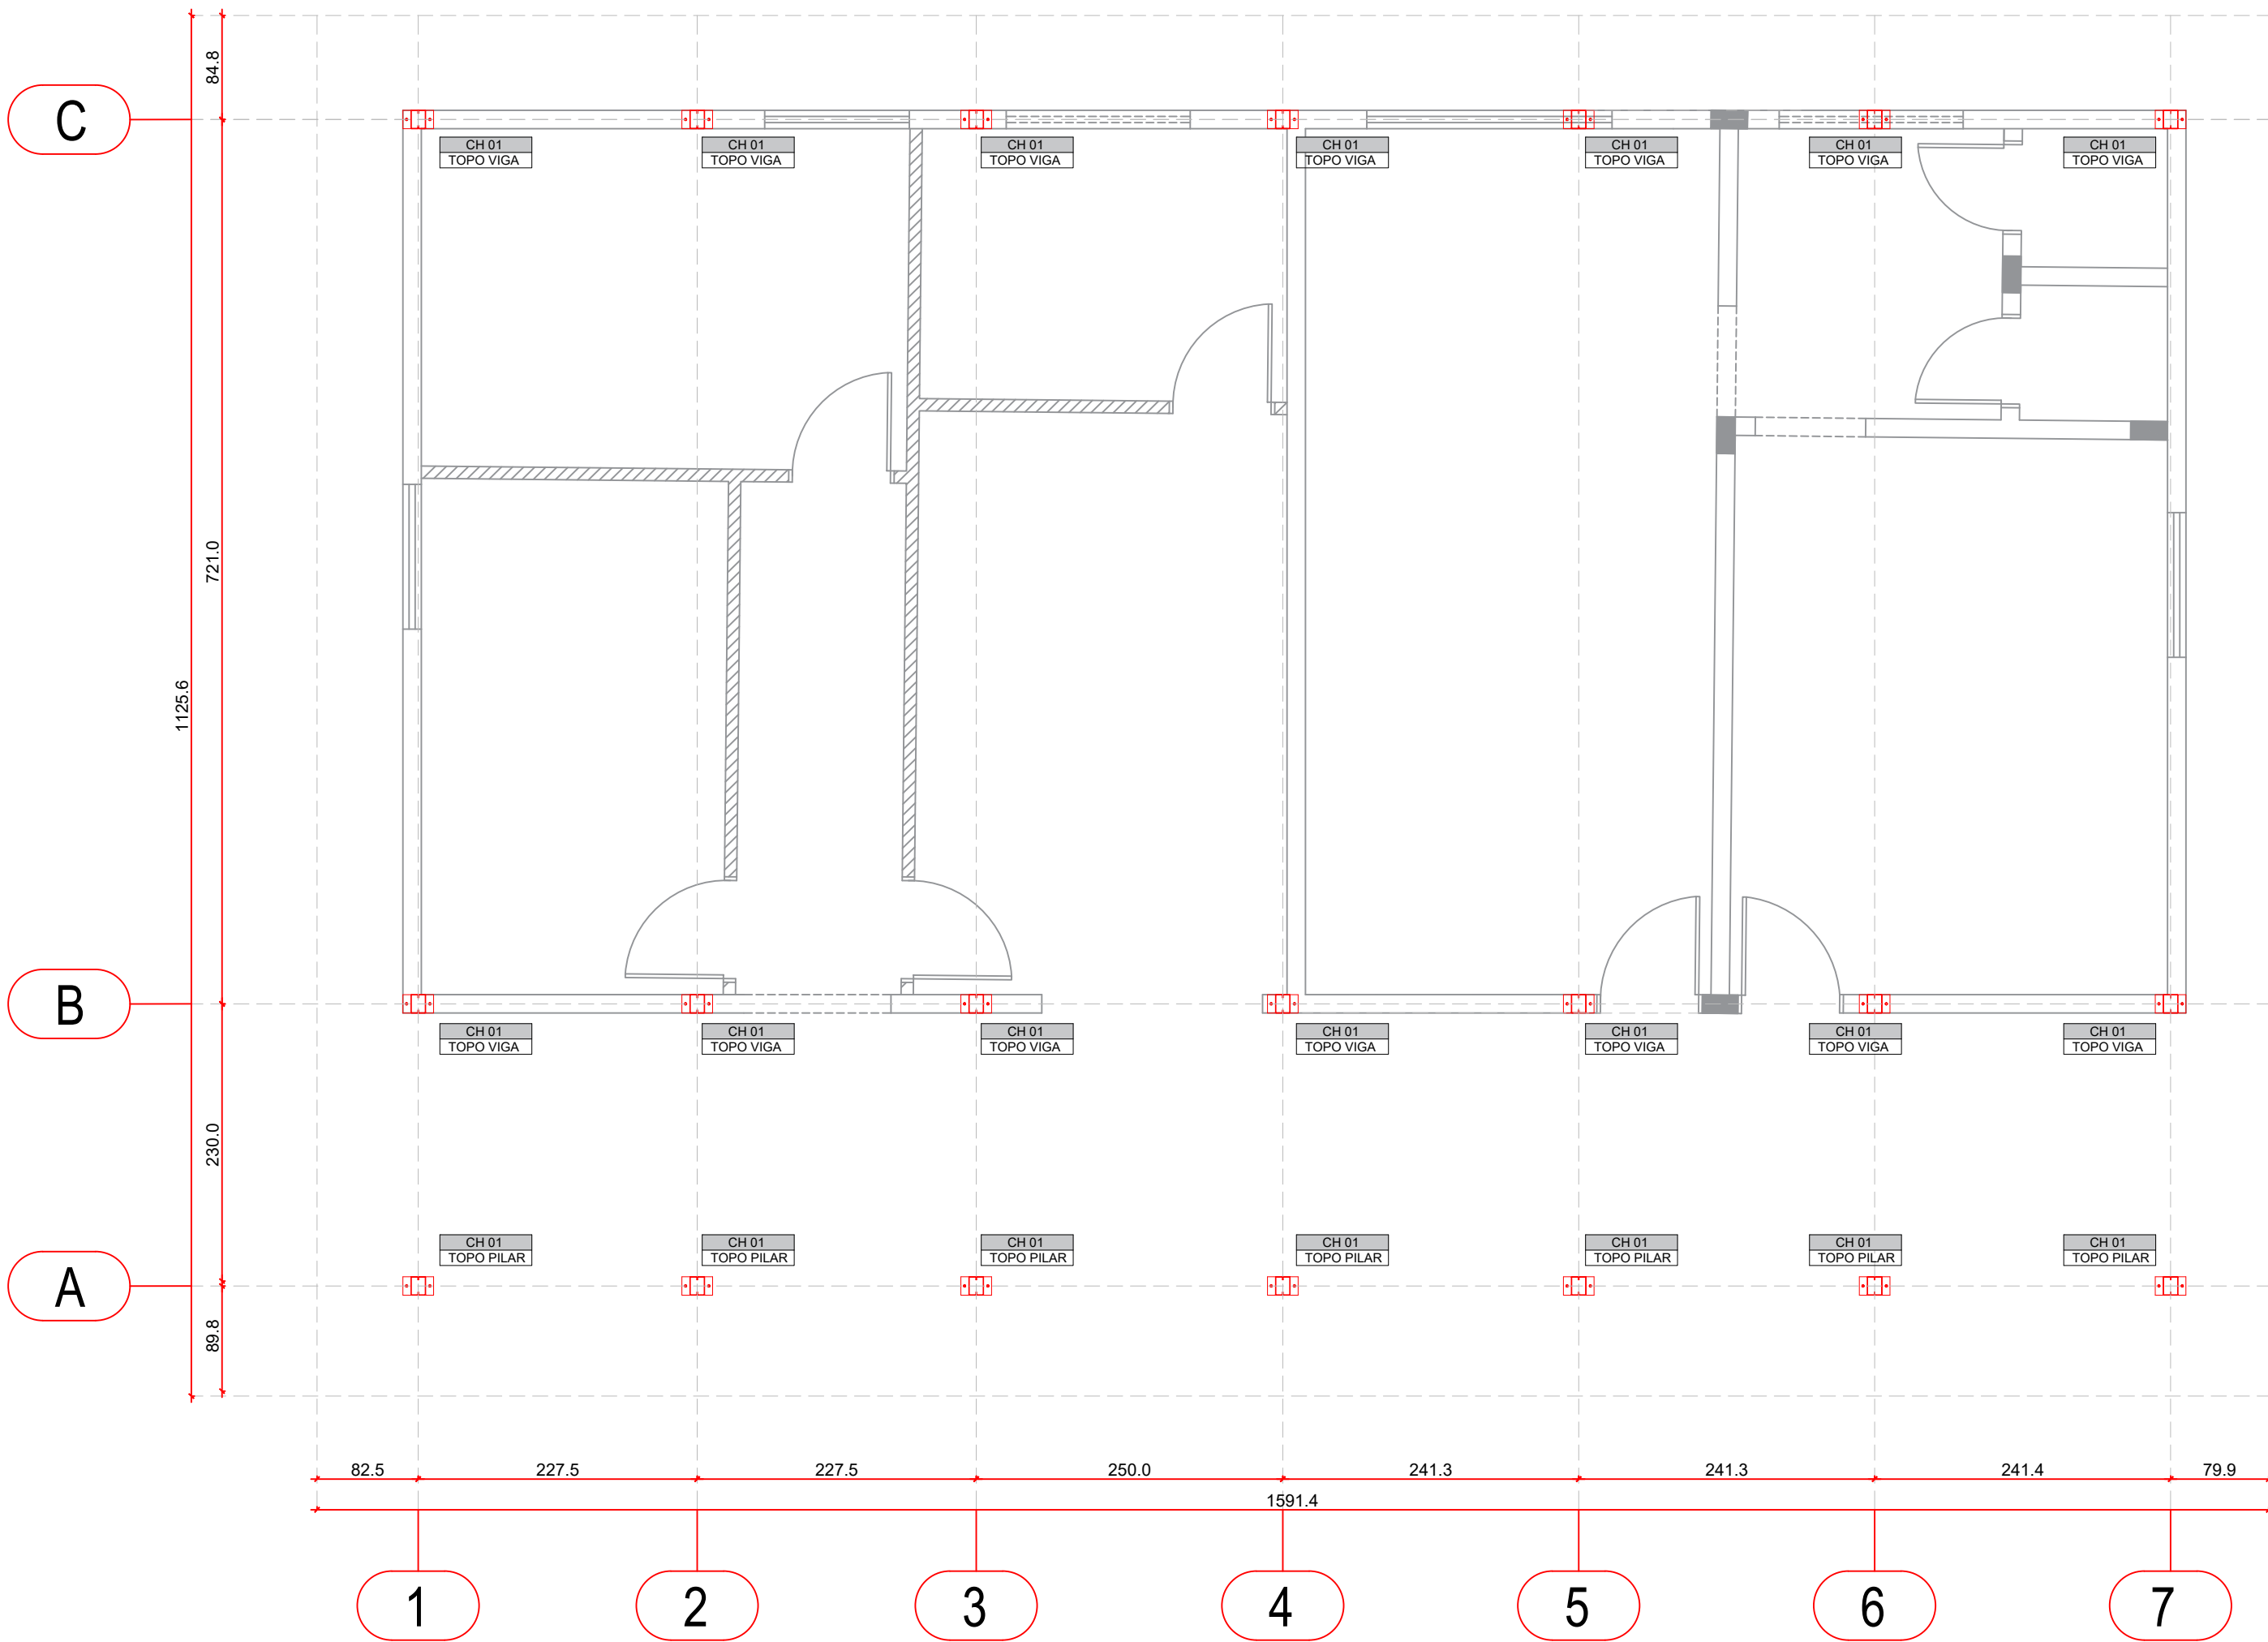 84.8
C
CH 01 CH 01 CH 01 CH 01 CH 01 CH 01 CH 01
TOPO VIGA TOPO VIGA TOPO VIGA TOPO VIGA TOPO VIGA TOPO VIGA TOPO VIGA
721.0
1125.6
B
CH 01 CH 01 CH 01 CH 01 CH 01 CH 01 CH 01
TOPO VIGA TOPO VIGA TOPO VIGA TOPO VIGA TOPO VIGA TOPO VIGA TOPO VIGA
230.0
CH 01 CH 01 CH 01 CH 01 CH 01 CH 01 CH 01
TOPO PILAR TOPO PILAR TOPO PILAR TOPO PILAR TOPO PILAR TOPO PILAR TOPO PILAR
A
89.8
82.5 227.5 227.5 250.0 241.3 241.3 241.4 79.9
1591.4
1 2 3 4 5 6 7